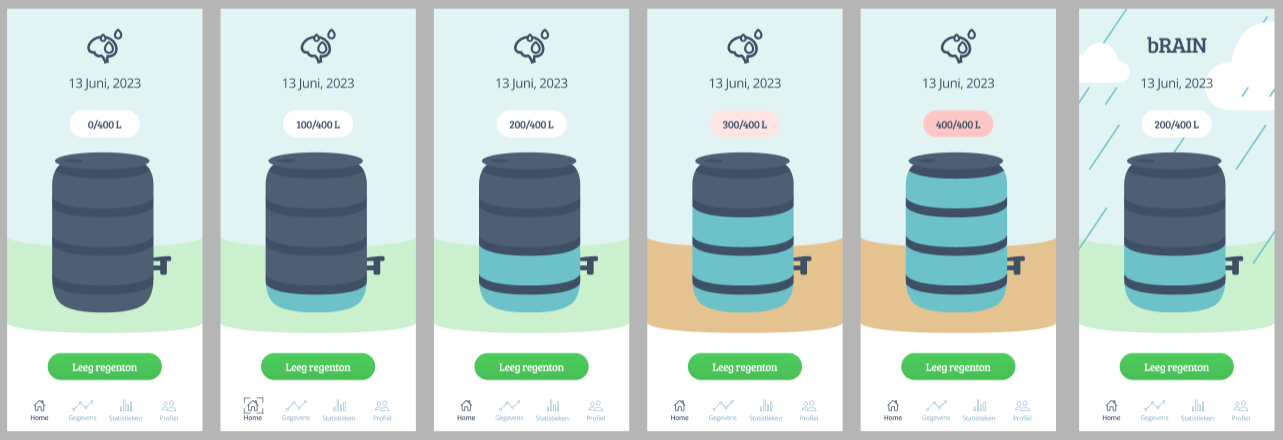 13 Juni, 2023
0/400 L
Leeg regenton
Home Gegevens Statistieken Profiel
13 Juni, 2023
100/400 L
Leeg regenton
Home Gegevens Statistieken Profiel
13 Juni, 2023
200/400 L
Leeg regenton
Home Gegevens Statistieken Profiel
13 Juni, 2023
300/400 L
Leeg regenton
Home Gegevens Statistieken Profiel
13 Juni, 2023
400/400 L
Leeg regenton
Home Gegevens Statistieken Profiel
bRAIN
13 Juni, 2023
200/400 L
Leeg regenton
Home Gegevens Statistieken Profiel